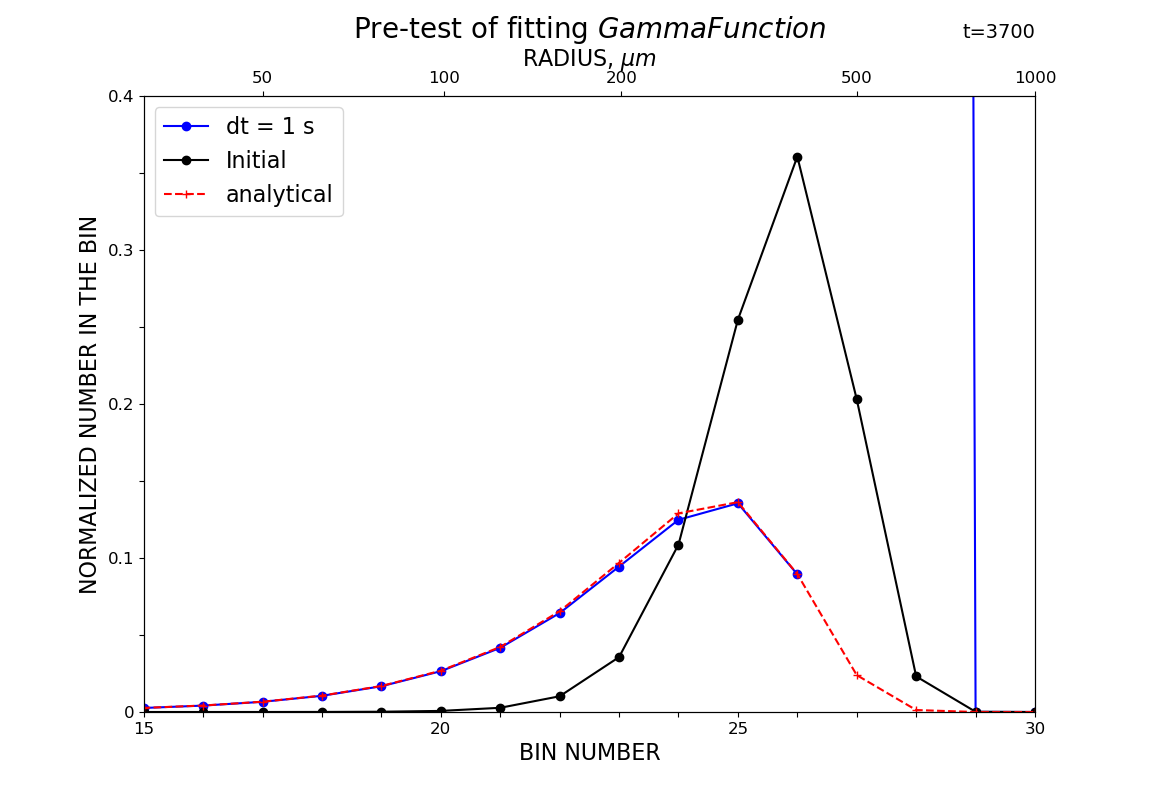 Pre-test of fitting GammaFunction
t=3700
RADIUS, μm
50 100 200 500 1000
dt = 1 s
Initial
analytical
NORMALIZED NUMBER IN THE BIN
0.4
0.3
0.2
0.1
0
15 20 25 30
BIN NUMBER